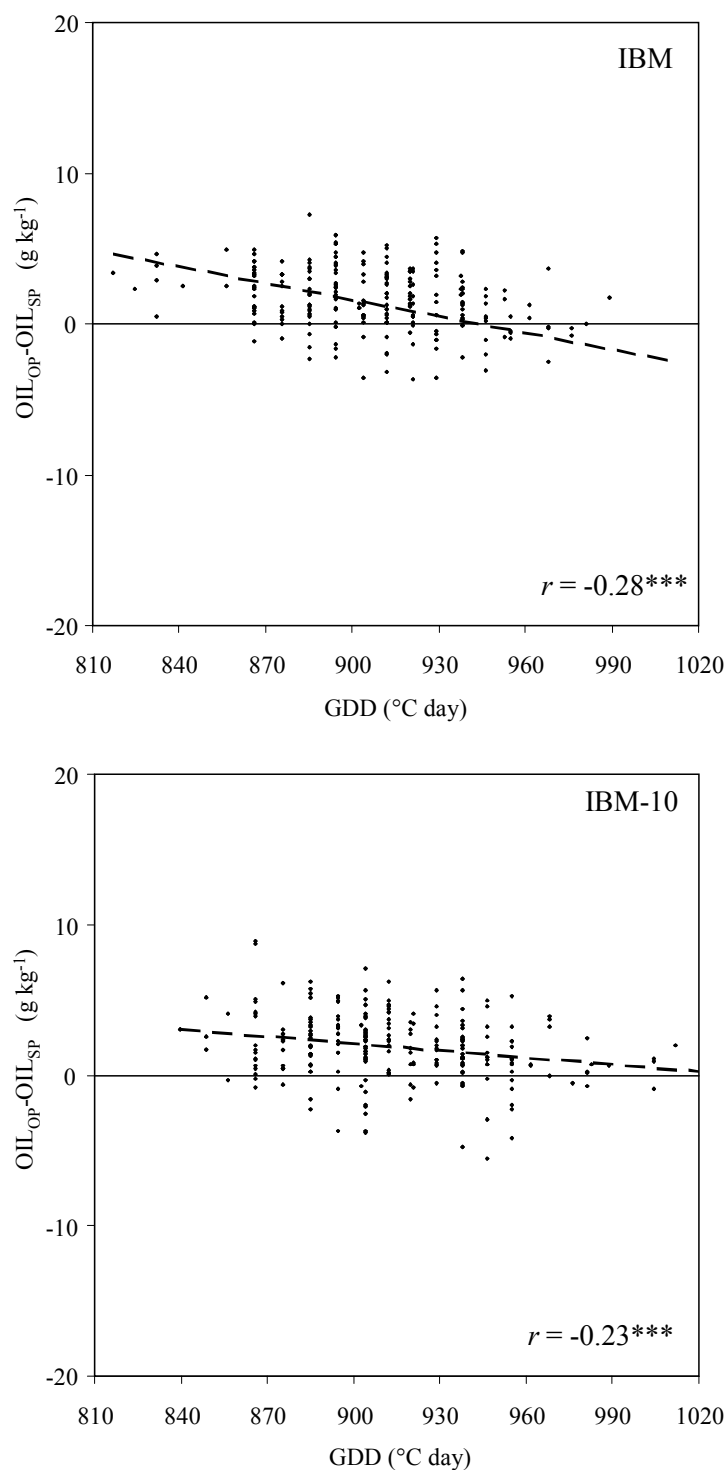 20
IBM
10
0
-10
-20
OIL_OP-OIL_SP (g kg⁻¹)
r = -0.28***
810 840 870 900 930 960 990 1020
GDD (°C day)
20
IBM-10
10
0
-10
-20
OIL_OP-OIL_SP (g kg⁻¹)
r = -0.23***
810 840 870 900 930 960 990 1020
GDD (°C day)